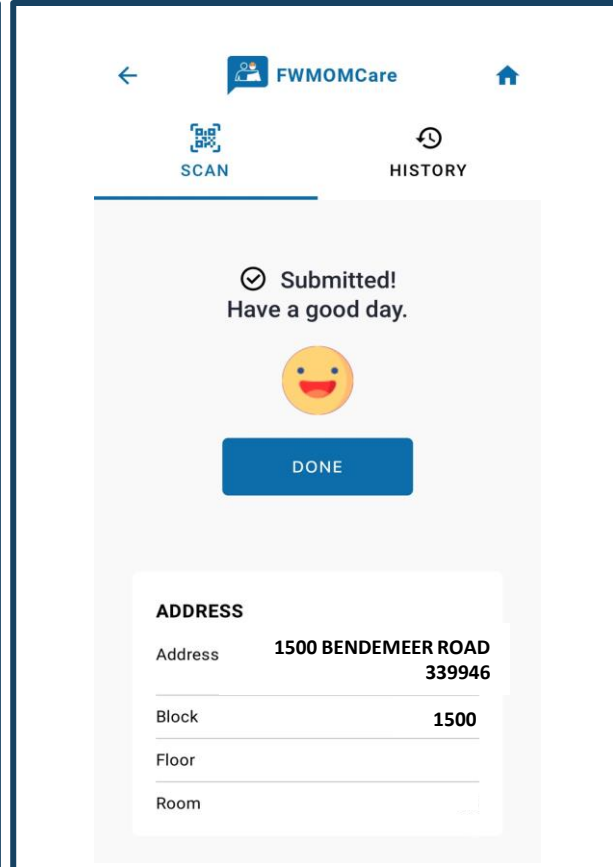 FWMOMCare
SCAN
HISTORY
Submitted!
Have a good day.
DONE
ADDRESS
Address 1500 BENDEMEER ROAD
339946
Block 1500
Floor
Room